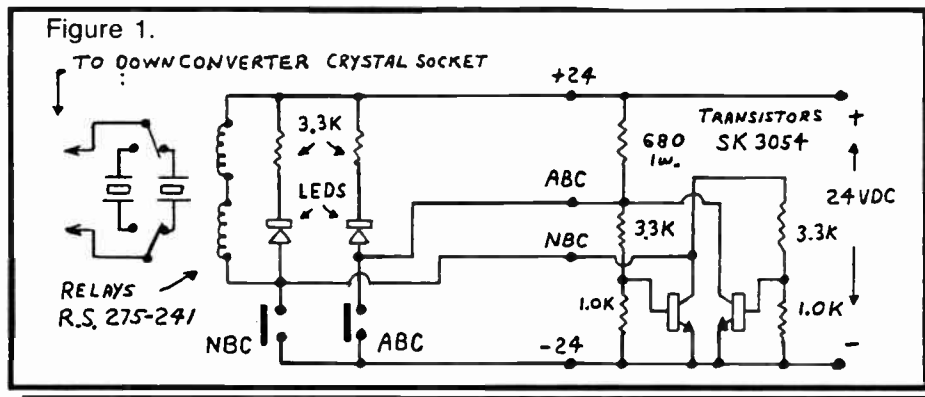 Figure 1.
TO DOWNCONVERTER CRYSTAL SOCKET
+24
3.3K
TRANSISTORS
SK 3054
+
680
1w.
LEDS
ABC
24VDC
3.3K
3.3K
NBC
RELAYS
R.S. 275-241
1.0K
1.0K
NBC
ABC
-24
-